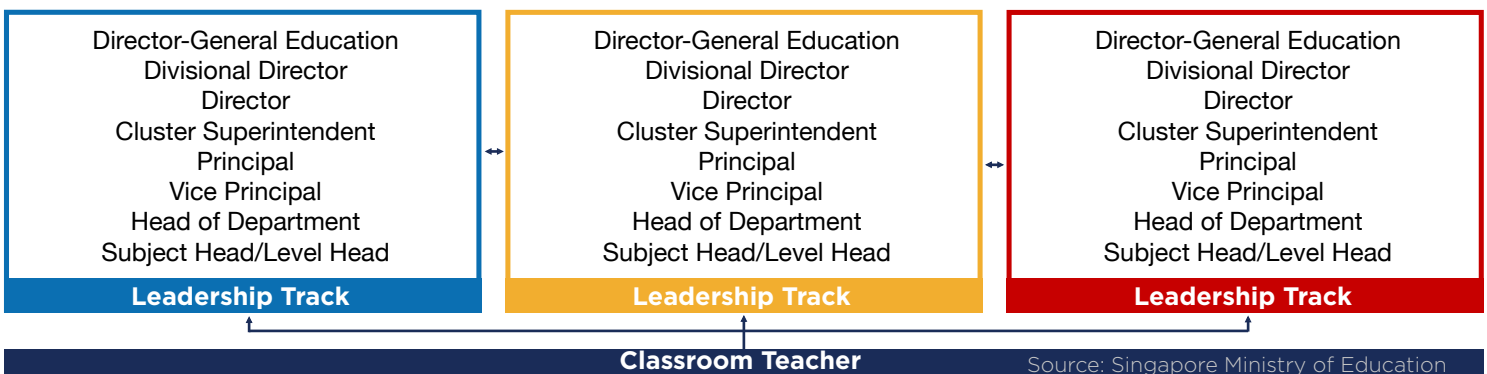 Director-General Education
Divisional Director
Director
Cluster Superintendent
Principal
Vice Principal
Head of Department
Subject Head/Level Head
Leadership Track
Director-General Education
Divisional Director
Director
Cluster Superintendent
Principal
Vice Principal
Head of Department
Subject Head/Level Head
Leadership Track
Director-General Education
Divisional Director
Director
Cluster Superintendent
Principal
Vice Principal
Head of Department
Subject Head/Level Head
Leadership Track
Classroom Teacher
Source: Singapore Ministry of Education